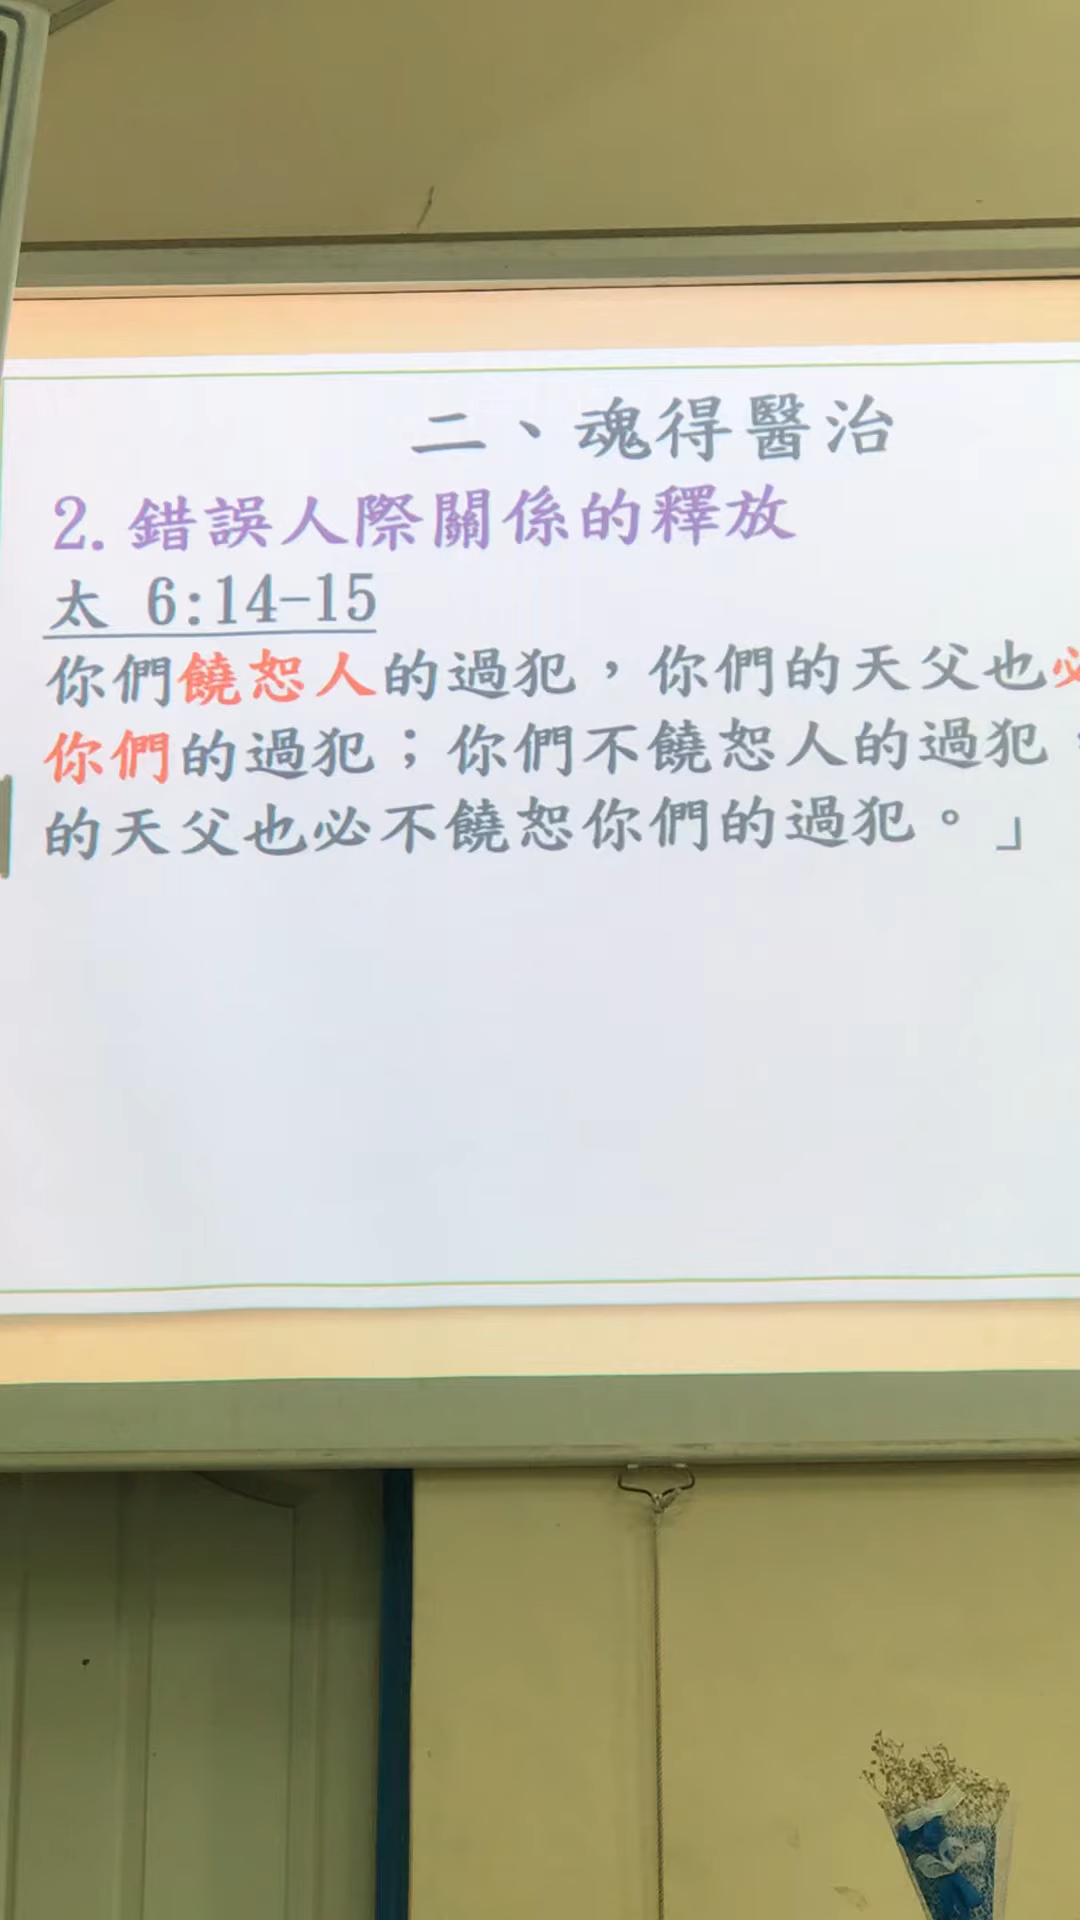 二、魂得醫治
2.錯誤人際關係的釋放
太 6:14-15
你們饒恕人的過犯，你們的天父也必
你們的過犯；你們不饒恕人的過犯，
的天父也必不饒恕你們的過犯。」